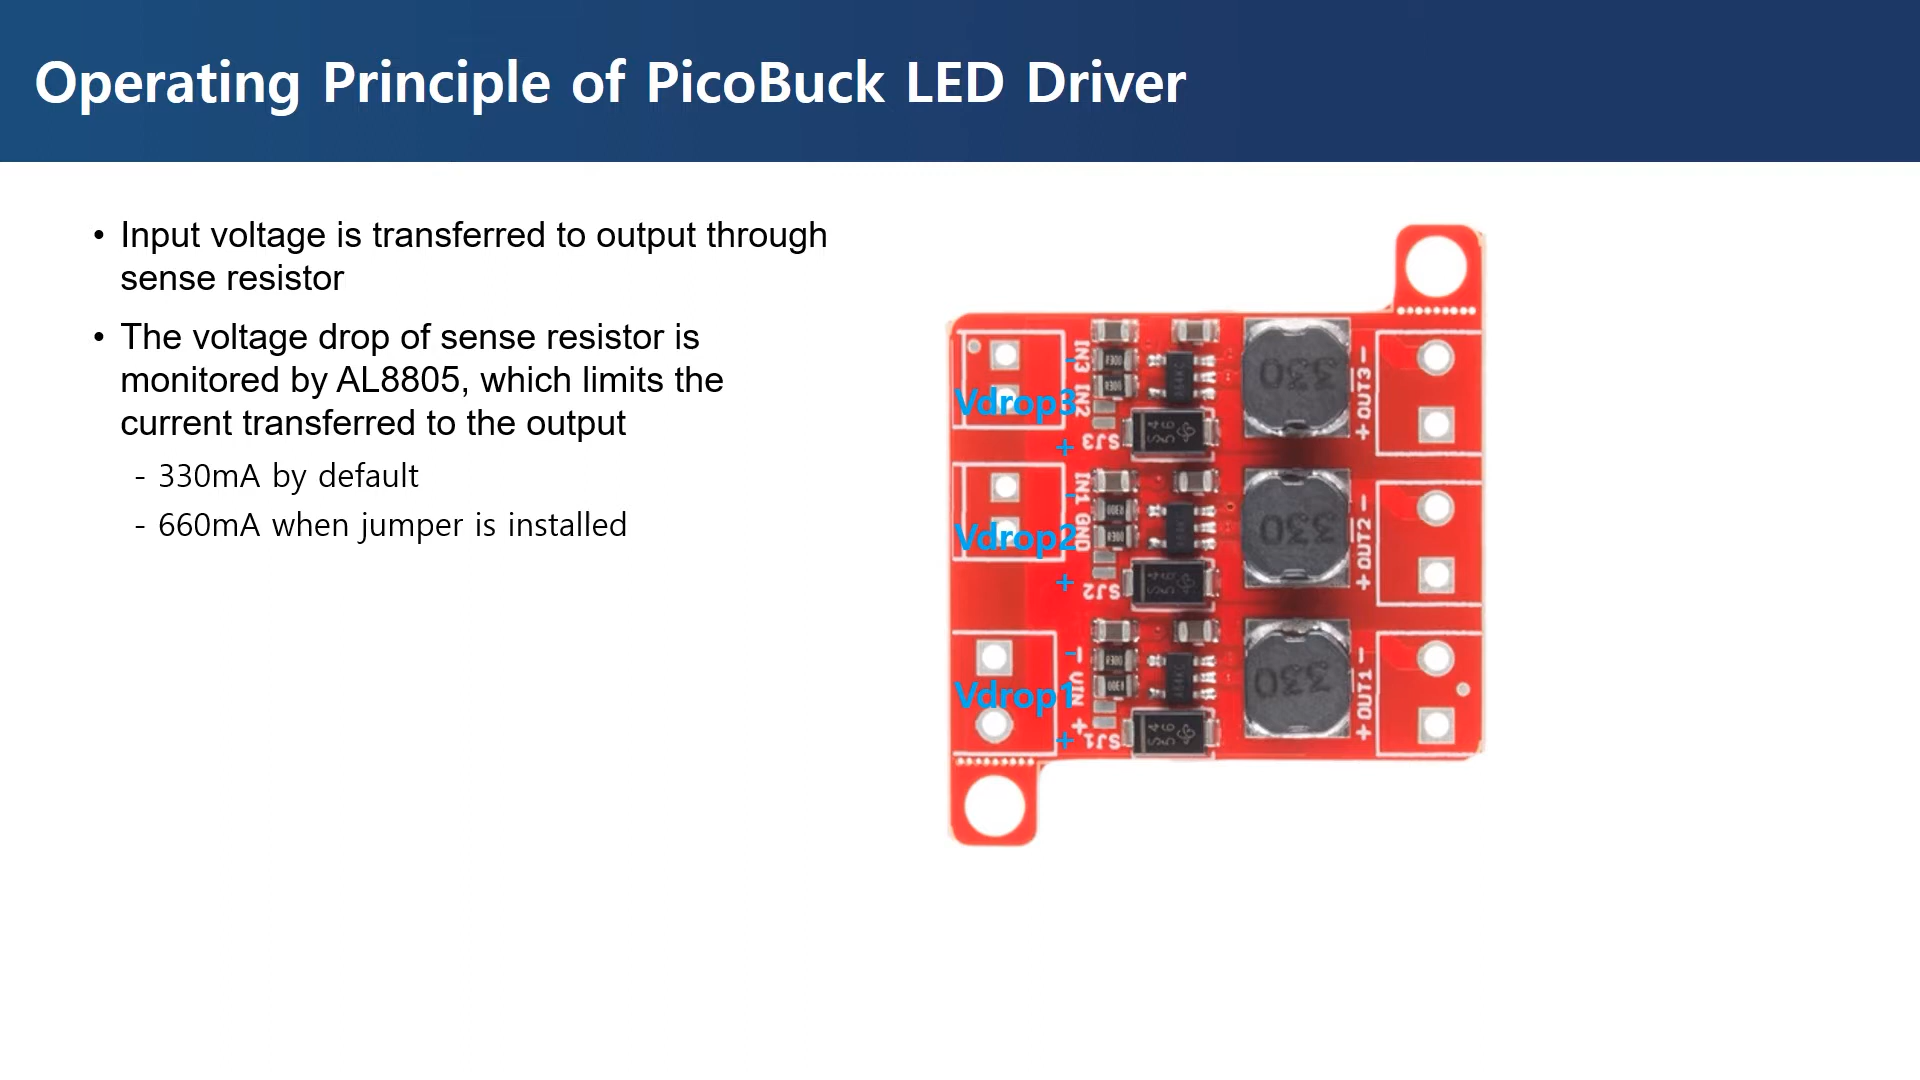 Operating Principle of PicoBuck LED Driver
• Input voltage is transferred to output through
sense resistor
• The voltage drop of sense resistor is
monitored by AL8805, which limits the
current transferred to the output
- 330mA by default
- 660mA when jumper is installed
-
Vdrop3
+
IN3
IN2
SJ3
330
- OUT3 +
-
Vdrop2
+
IN1
GND
SJ2
330
- OUT2 +
-
Vdrop1
+
- VIN +
SJ1
330
- OUT1 +